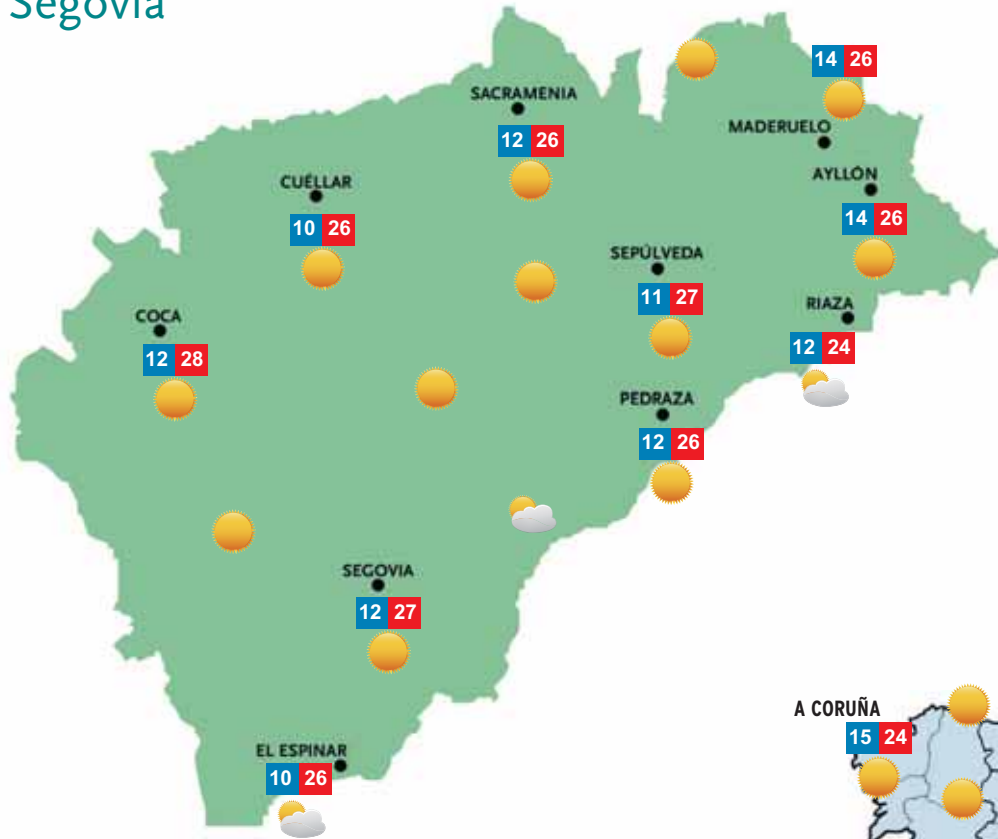 Segovia
14 26
SACRAMENIA
MADERUELO
12 26
AYLLÓN
CUÉLLAR
14 26
10 26
SEPÚLVEDA
11 27
RIAZA
COCA
12 24
12 28
PEDRAZA
12 26
SEGOVIA
12 27
A CORUÑA
15 24
EL ESPINAR
10 26